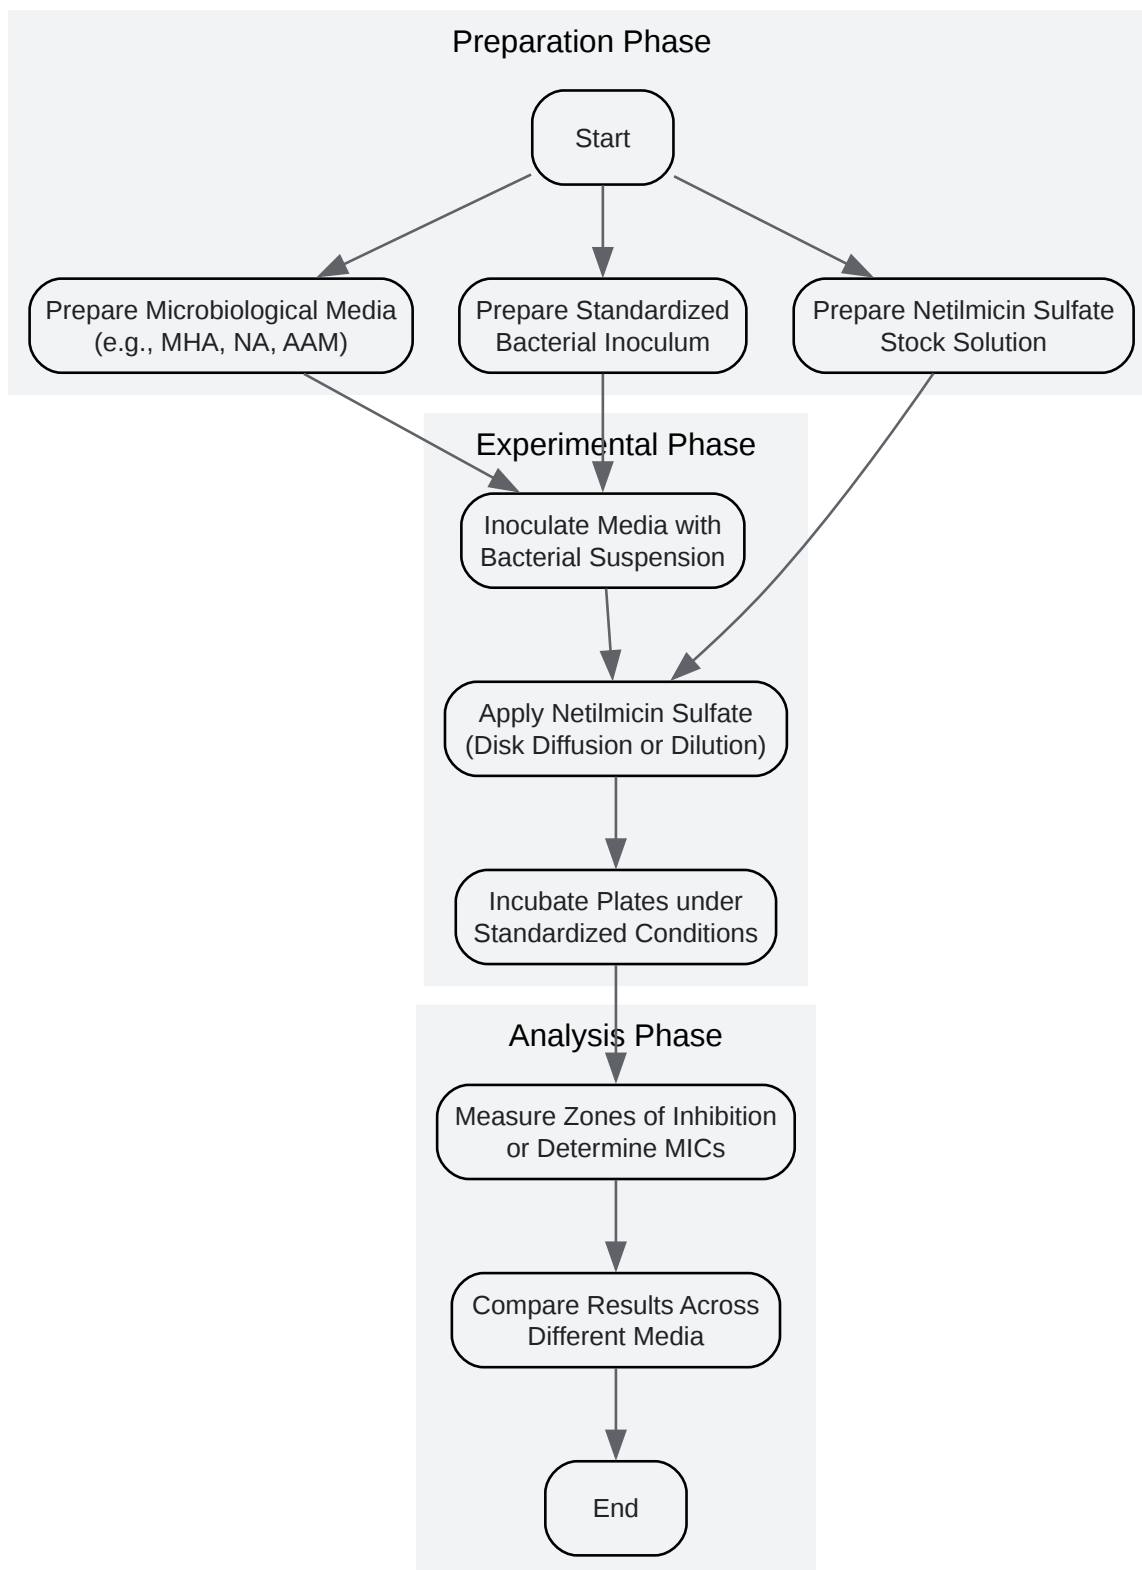 Preparation Phase
Start
Prepare Microbiological Media
(e.g., MHA, NA, AAM)
Prepare Standardized
Bacterial Inoculum
Prepare Netilmicin Sulfate
Stock Solution
Experimental Phase
Inoculate Media with
Bacterial Suspension
Apply Netilmicin Sulfate
(Disk Diffusion or Dilution)
Incubate Plates under
Standardized Conditions
Analysis Phase
Measure Zones of Inhibition
or Determine MICs
Compare Results Across
Different Media
End